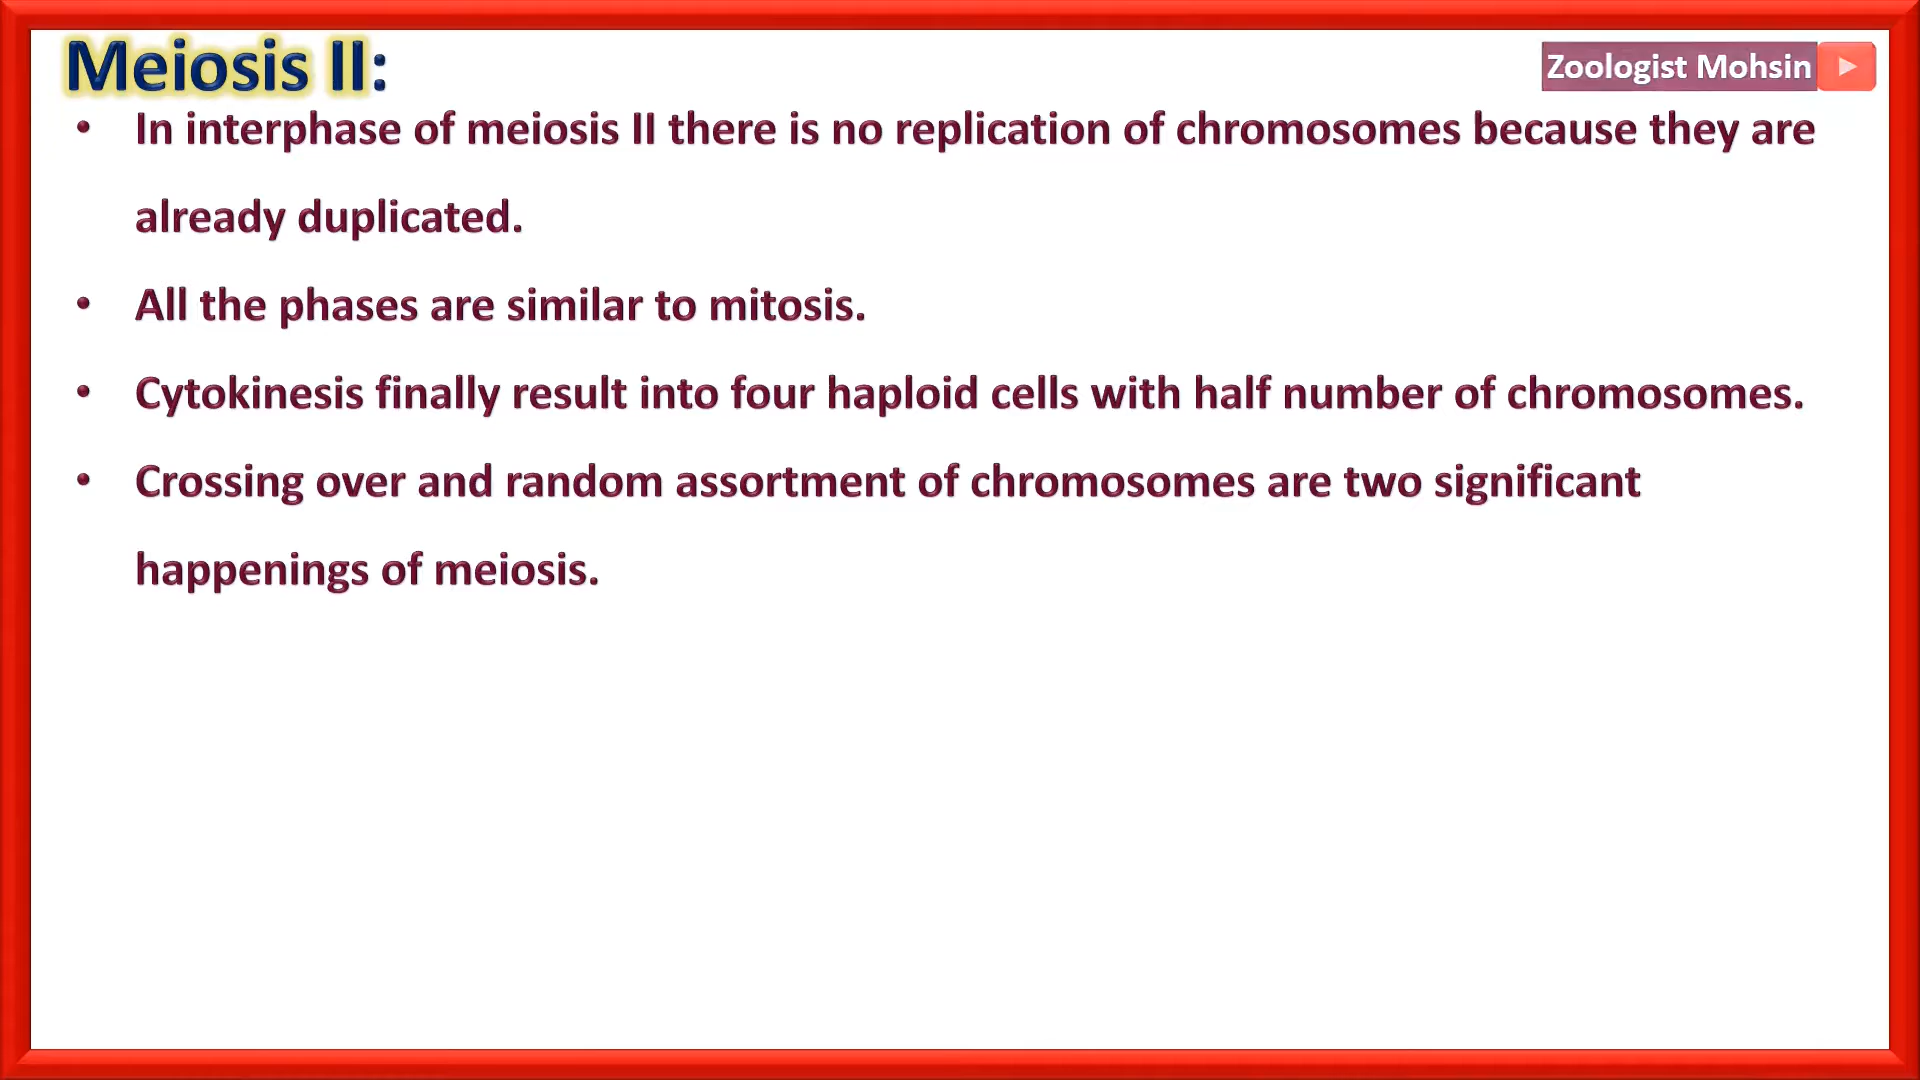 Meiosis II:
Zoologist Mohsin
• In interphase of meiosis II there is no replication of chromosomes because they are
already duplicated.
• All the phases are similar to mitosis.
• Cytokinesis finally result into four haploid cells with half number of chromosomes.
• Crossing over and random assortment of chromosomes are two significant
happenings of meiosis.